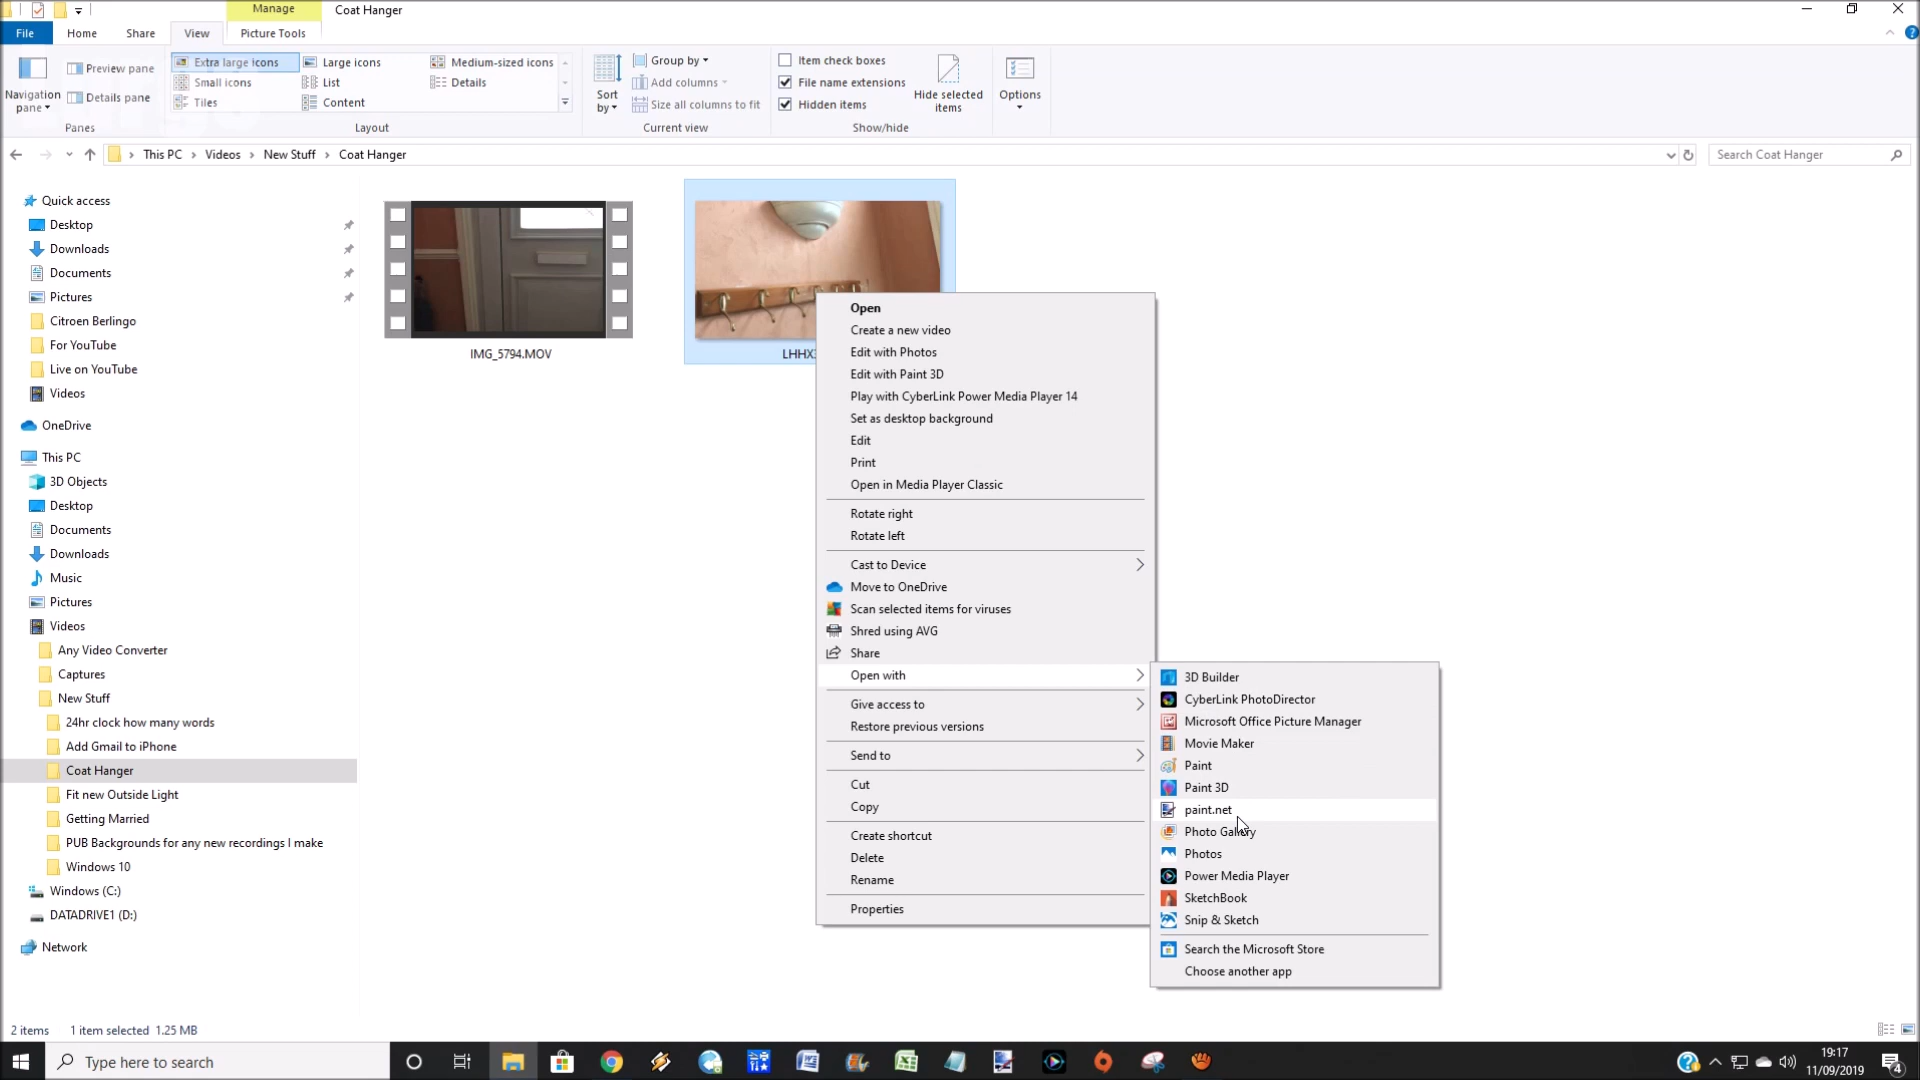 Manage
Coat Hanger
File
Home
Share
View
Picture Tools
Navigation pane
Preview pane
Details pane
Panes
Extra large icons
Large icons
Medium-sized icons
Small icons
List
Details
Tiles
Content
Layout
Sort by
Group by
Add columns
Size all columns to fit
Current view
Item check boxes
File name extensions
Hidden items
Hide selected items
Show/hide
Options
This PC
Videos
New Stuff
Coat Hanger
Search Coat Hanger
Quick access
Desktop
Downloads
Documents
Pictures
Citroen Berlingo
For YouTube
Live on YouTube
Videos
OneDrive
This PC
3D Objects
Desktop
Documents
Downloads
Music
Pictures
Videos
Any Video Converter
Captures
New Stuff
24hr clock how many words
Add Gmail to iPhone
Coat Hanger
Fit new Outside Light
Getting Married
PUB Backgrounds for any new recordings I make
Windows 10
Windows (C:)
DATADRIVE1 (D:)
Network
IMG_5794.MOV
Open
Create a new video
Edit with Photos
Edit with Paint 3D
Play with CyberLink Power Media Player 14
Set as desktop background
Edit
Print
Open in Media Player Classic
Rotate right
Rotate left
Cast to Device
Move to OneDrive
Scan selected items for viruses
Shred using AVG
Share
Open with
Give access to
Restore previous versions
Send to
Cut
Copy
Create shortcut
Delete
Rename
Properties
3D Builder
CyberLink PhotoDirector
Microsoft Office Picture Manager
Movie Maker
Paint
Paint 3D
paint.net
Photo Gallery
Photos
Power Media Player
SketchBook
Snip & Sketch
Search the Microsoft Store
Choose another app
2 items
1 item selected 1.25 MB
Type here to search
19:17
11/09/2019
4